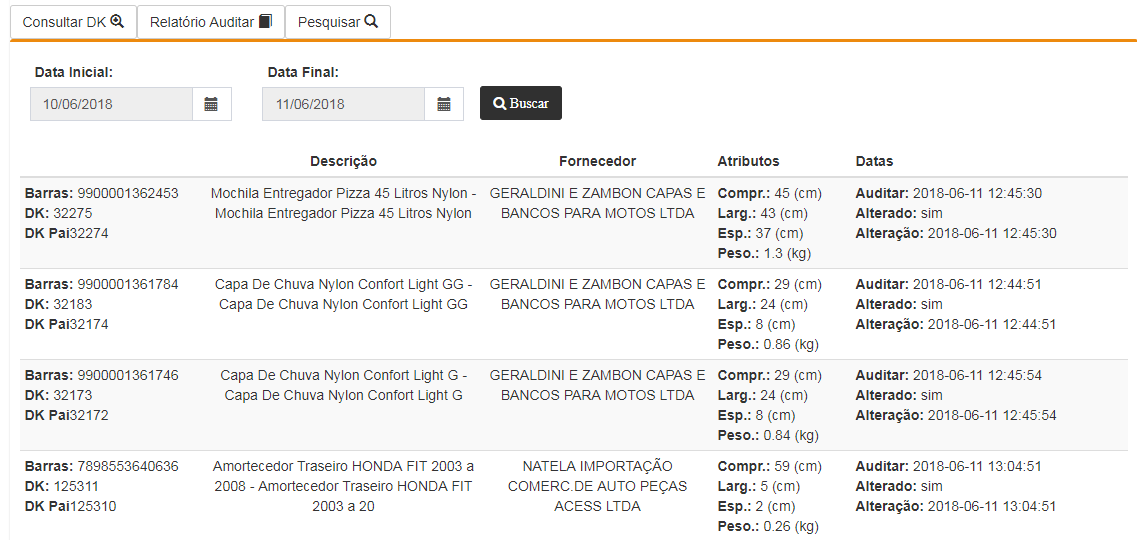 Consultar DK
Relatório Auditar
Pesquisar
Data Inicial:
Data Final:
10/06/2018
11/06/2018
Buscar
Descrição
Fornecedor
Atributos
Datas
Barras: 9900001362453
DK: 32275
DK Pai32274
Mochila Entregador Pizza 45 Litros Nylon -
Mochila Entregador Pizza 45 Litros Nylon
GERALDINI E ZAMBON CAPAS E
BANCOS PARA MOTOS LTDA
Compr.: 45 (cm)
Larg.: 43 (cm)
Esp.: 37 (cm)
Peso.: 1.3 (kg)
Auditar: 2018-06-11 12:45:30
Alterado: sim
Alteração: 2018-06-11 12:45:30
Barras: 9900001361784
DK: 32183
DK Pai32174
Capa De Chuva Nylon Confort Light GG -
Capa De Chuva Nylon Confort Light GG
GERALDINI E ZAMBON CAPAS E
BANCOS PARA MOTOS LTDA
Compr.: 29 (cm)
Larg.: 24 (cm)
Esp.: 8 (cm)
Peso.: 0.86 (kg)
Auditar: 2018-06-11 12:44:51
Alterado: sim
Alteração: 2018-06-11 12:44:51
Barras: 9900001361746
DK: 32173
DK Pai32172
Capa De Chuva Nylon Confort Light G -
Capa De Chuva Nylon Confort Light G
GERALDINI E ZAMBON CAPAS E
BANCOS PARA MOTOS LTDA
Compr.: 29 (cm)
Larg.: 24 (cm)
Esp.: 8 (cm)
Peso.: 0.84 (kg)
Auditar: 2018-06-11 12:45:54
Alterado: sim
Alteração: 2018-06-11 12:45:54
Barras: 7898553640636
DK: 125311
DK Pai125310
Amortecedor Traseiro HONDA FIT 2003 a
2008 - Amortecedor Traseiro HONDA FIT
2003 a 20
NATELA IMPORTAÇÃO
COMERC.DE AUTO PEÇAS
ACESS LTDA
Compr.: 59 (cm)
Larg.: 5 (cm)
Esp.: 2 (cm)
Peso.: 0.26 (kg)
Auditar: 2018-06-11 13:04:51
Alterado: sim
Alteração: 2018-06-11 13:04:51